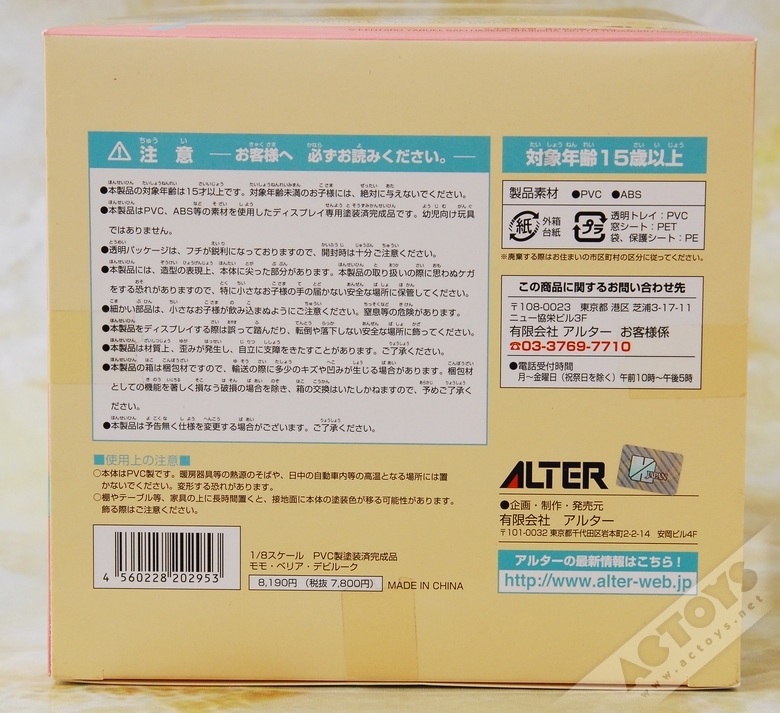 ⚠注意 ― お客様へ 必ずお読みください。―
●本製品の対象年齢は15才以上です。対象年齢未満のお子様には、絶対に与えないでください。
●本製品はPVC、ABS等の素材を使用したディスプレイ専用塗装済完成品です。幼児向け玩具
ではありません。
●透明パッケージは、フチが鋭利になっておりますので、開封時は十分ご注意ください。
●本製品には、造型の表現上、本体に尖った部分があります。本製品の取り扱いの際に思わぬケガ
をする恐れがありますので、特に小さなお子様の手の届かない安全な場所に保管してください。
●細かい部品は、小さなお子様が飲み込まぬようにご注意ください。窒息等の危険があります。
●本製品をディスプレイする際は誤って踏んだり、転倒や落下しない安全な場所に飾ってください。
●本製品は材質上、歪みが発生し、自立に支障をきたすことがあります。ご了承ください。
●本製品の箱は梱包材ですので、輸送の際に多少のキズや凹みが生じる場合があります。梱包材
としての機能を著しく損なう破損の場合を除き、箱の交換はいたしかねますので、予めご了承く
ださい。
●本製品は予告無く仕様を変更する場合がございます。ご了承ください。
■使用上の注意■
○本体はPVC製です。暖房器具等の熱源のそばや、日中の自動車内等の高温となる場所には置
かないでください。変形する恐れがあります。
○棚やテーブル等、家具の上に長時間置くと、接地面に本体の塗装色が移る可能性があります。
飾る際はご注意ください。
4 560228 202953
1/8スケール PVC製塗装済完成品
モモ・ベリア・デビルーク
8,190円 (税抜 7,800円) MADE IN CHINA
対象年齢15歳以上
製品素材 ●PVC ●ABS
紙 外箱
台紙
プラ 透明トレイ:PVC
窓シート:PET
袋、保護シート:PE
※廃棄する際はお住まいの市区町村の区分に従ってください。
この商品に関するお問い合わせ先
〒108-0023 東京都 港区 芝浦3-17-11
ニュー協栄ビル3F
有限会社 アルター お客様係
☎03-3769-7710
●電話受付時間
月〜金曜日(祝祭日を除く)午前10時〜午後5時
ALTER
JAPAN
●企画・制作・発売元
有限会社 アルター
〒101-0032 東京都千代田区岩本町2-2-14 安岡ビル4F
アルターの最新情報はこちら!
http://www.alter-web.jp
ACTOYS
www.actoys.net